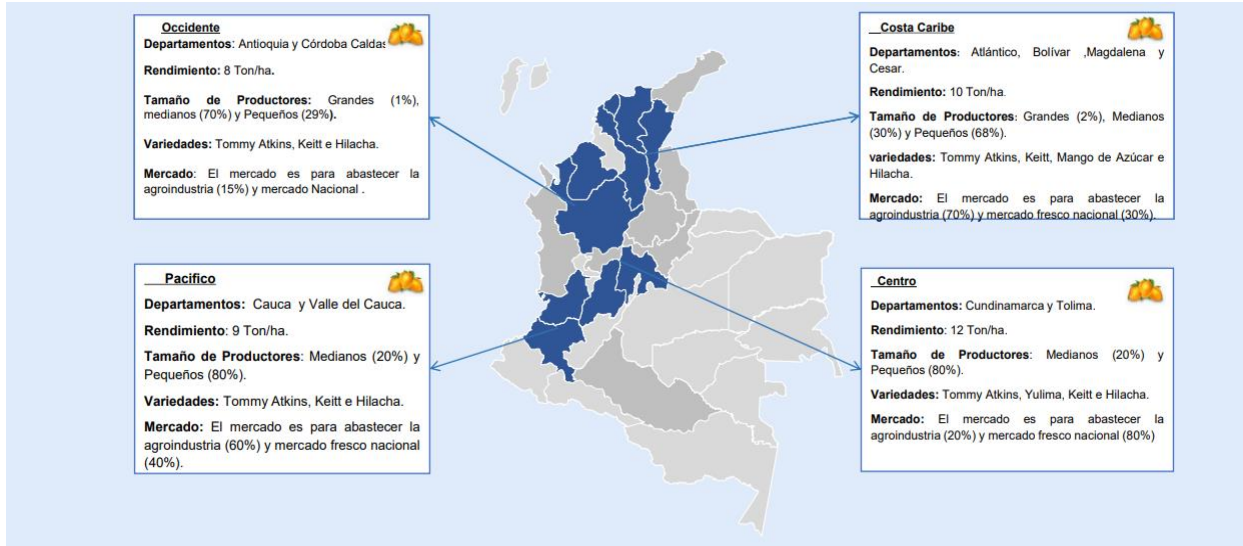 Occidente
Departamentos: Antioquia y Córdoba Caldas
Rendimiento: 8 Ton/ha.
Tamaño de Productores: Grandes (1%),
medianos (70%) y Pequeños (29%).
Variedades: Tommy Atkins, Keitt e Hilacha.
Mercado: El mercado es para abastecer la
agroindustria (15%) y mercado Nacional .
Costa Caribe
Departamentos: Atlántico, Bolívar ,Magdalena y
Cesar.
Rendimiento: 10 Ton/ha.
Tamaño de Productores: Grandes (2%), Medianos
(30%) y Pequeños (68%).
variedades: Tommy Atkins, Keitt, Mango de Azúcar e
Hilacha.
Mercado: El mercado es para abastecer la
agroindustria (70%) y mercado fresco nacional (30%).
Pacifico
Departamentos: Cauca y Valle del Cauca.
Rendimiento: 9 Ton/ha.
Tamaño de Productores: Medianos (20%) y
Pequeños (80%).
Variedades: Tommy Atkins, Keitt e Hilacha.
Mercado: El mercado es para abastecer la
agroindustria (60%) y mercado fresco nacional
(40%).
Centro
Departamentos: Cundinamarca y Tolima.
Rendimiento: 12 Ton/ha.
Tamaño de Productores: Medianos (20%) y
Pequeños (80%).
Variedades: Tommy Atkins, Yulima, Keitt e Hilacha.
Mercado: El mercado es para abastecer la
agroindustria (20%) y mercado fresco nacional (80%)